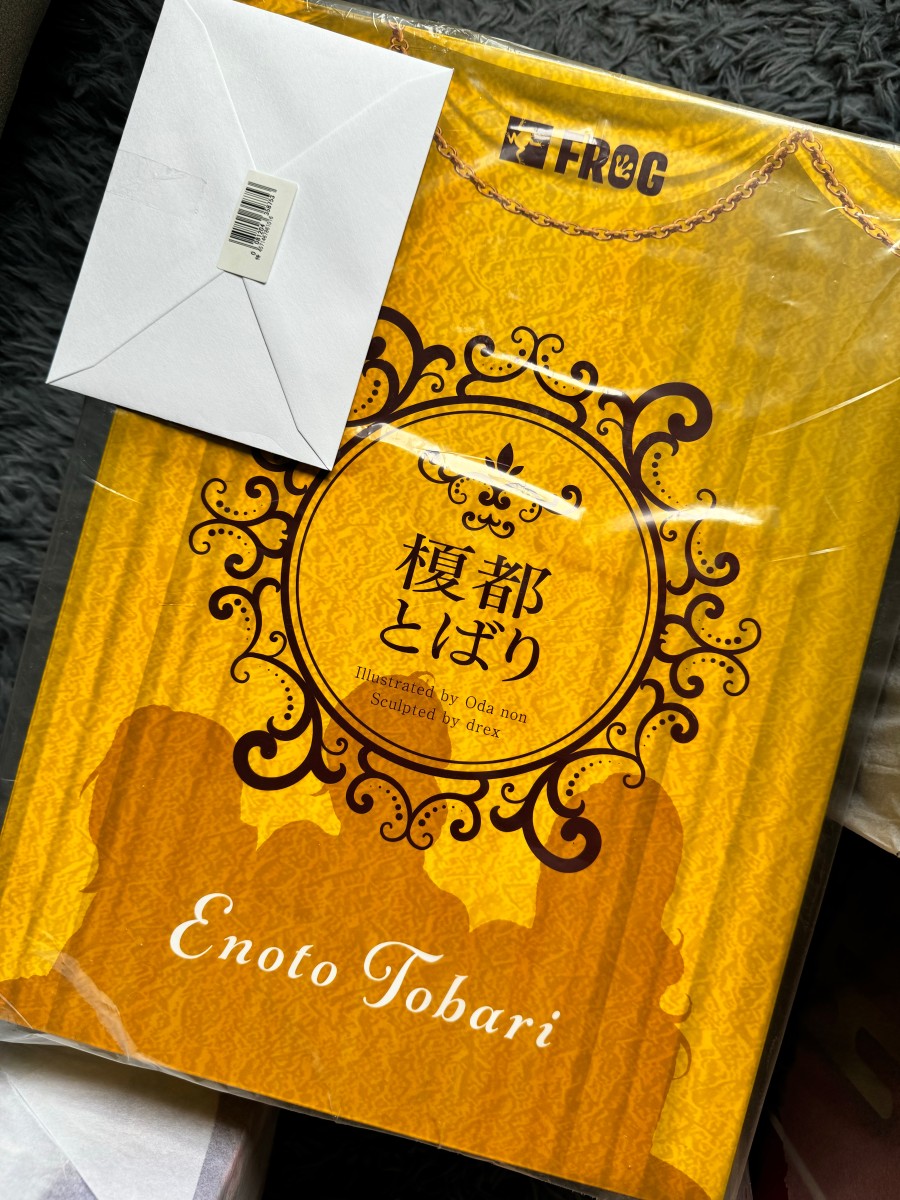 FROG
榎都
とばり
Illustrated by Oda non
Sculpted by drex
Enoto Tobari